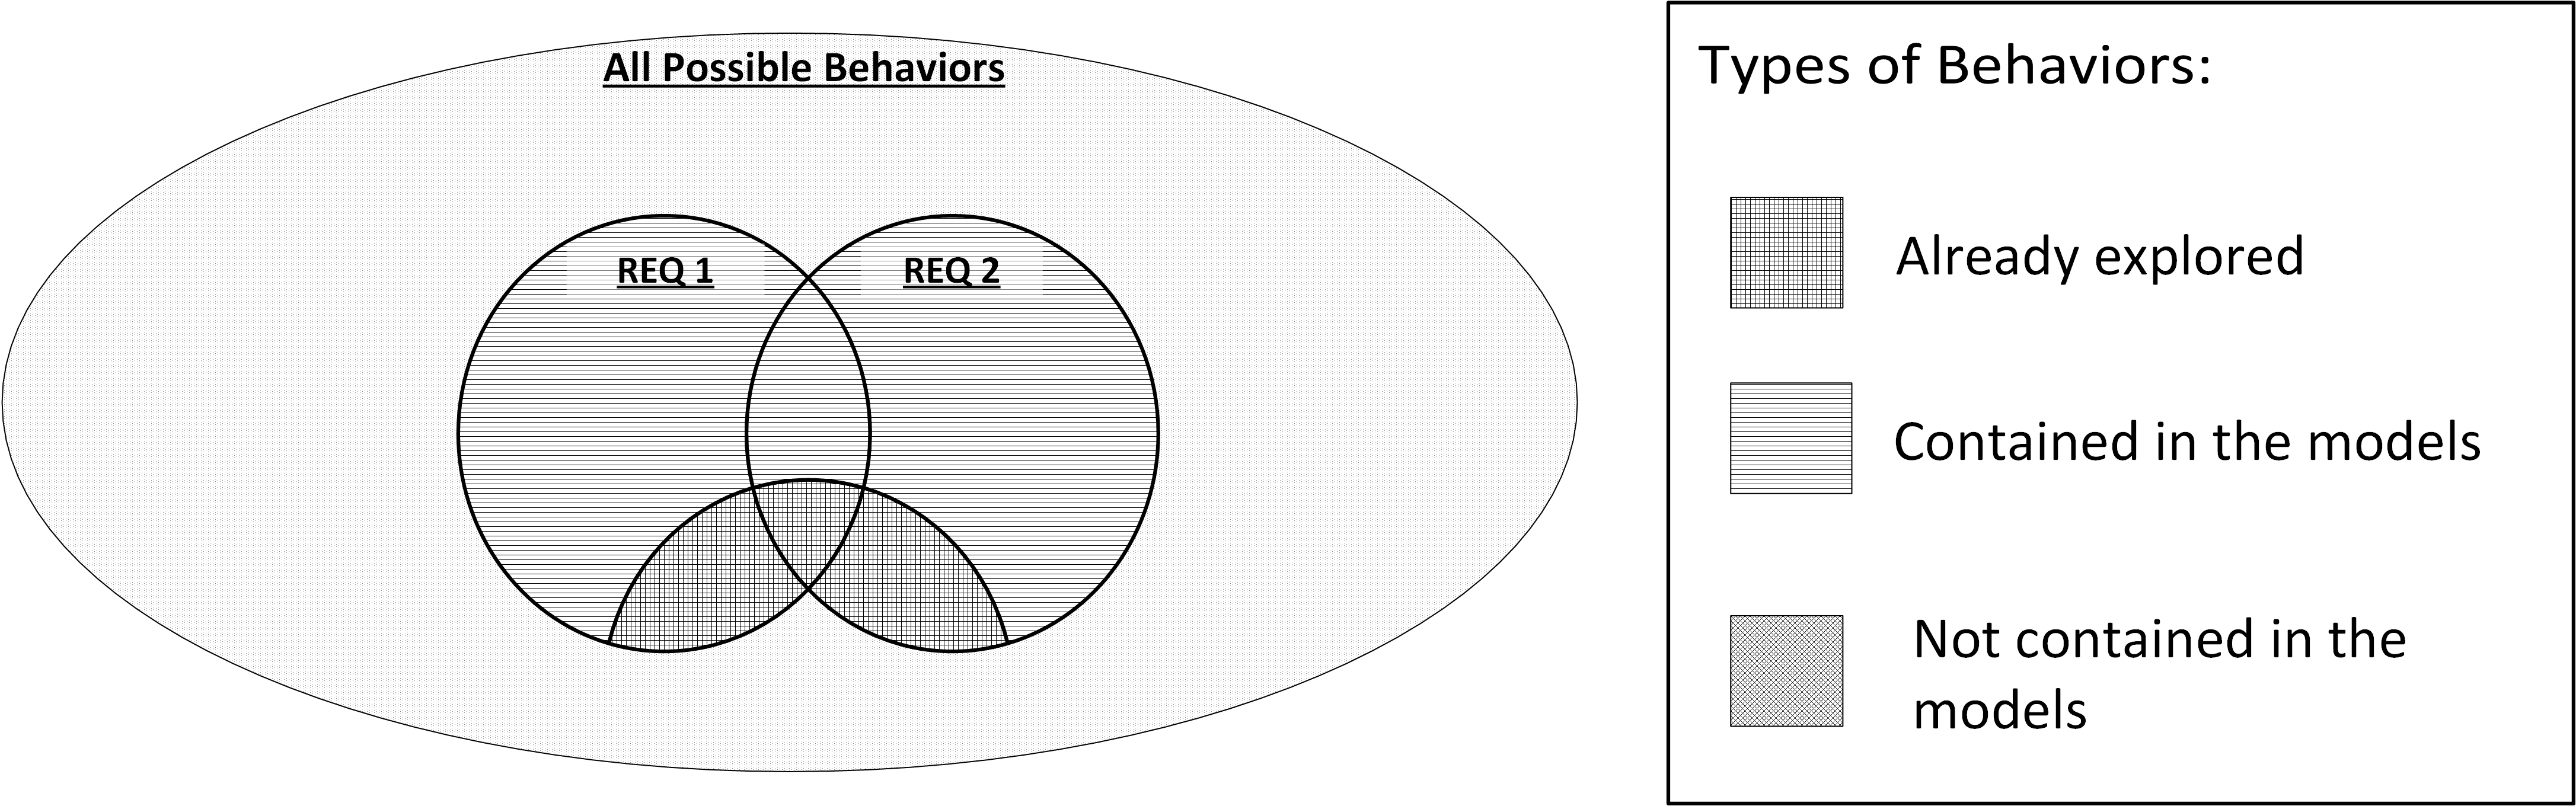 All Possible Behaviors
REQ 1
REQ 2
Types of Behaviors:
Already explored
Contained in the models
Not contained in the
models